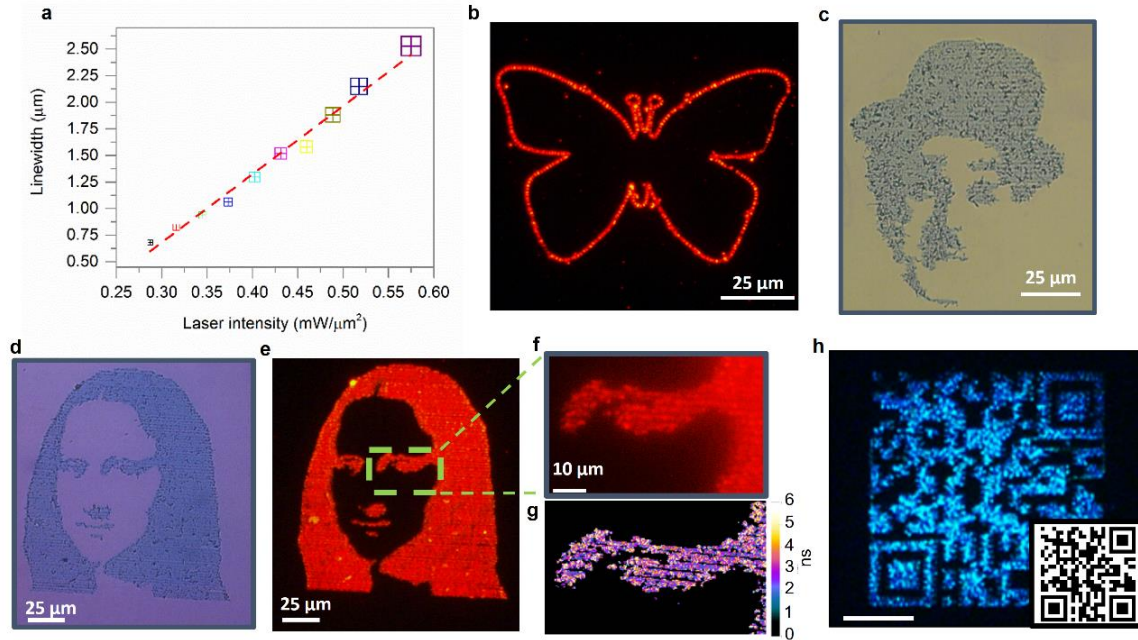 a
2.50
2.25
2.00
1.75
1.50
1.25
1.00
0.75
0.50
Linewidth (μm)
0.25 0.30 0.35 0.40 0.45 0.50 0.55 0.60
Laser intensity (mW/μm²)
b
25 μm
c
25 μm
d
25 μm
e
25 μm
f
10 μm
g
6
5
4
3
2
1
0
ns
h